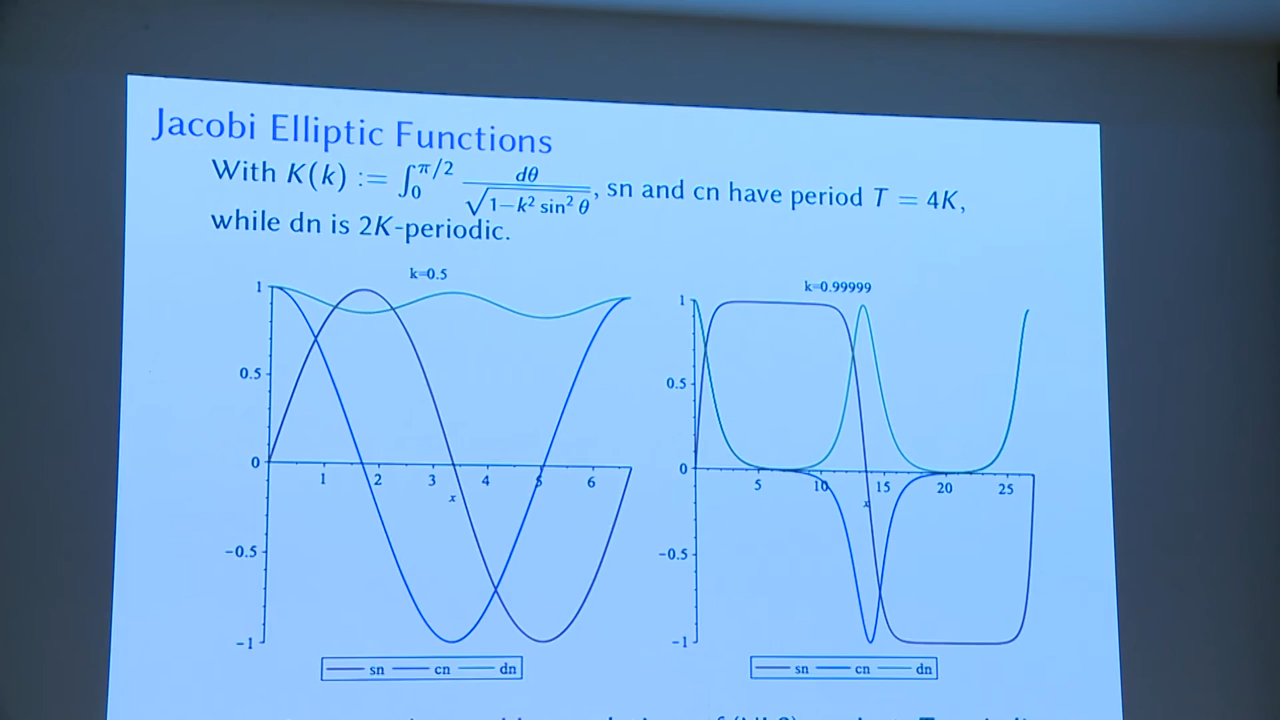 Jacobi Elliptic Functions
With K(k) := ∫₀^{π/2} dθ / √(1−k² sin² θ), sn and cn have period T = 4K,
while dn is 2K-periodic.
k=0.5
1
0.5
0
−0.5
−1
1 2 3 4 5 6
x
sn cn dn
k=0.99999
1
0.5
0
−0.5
−1
5 10 15 20 25
x
sn cn dn